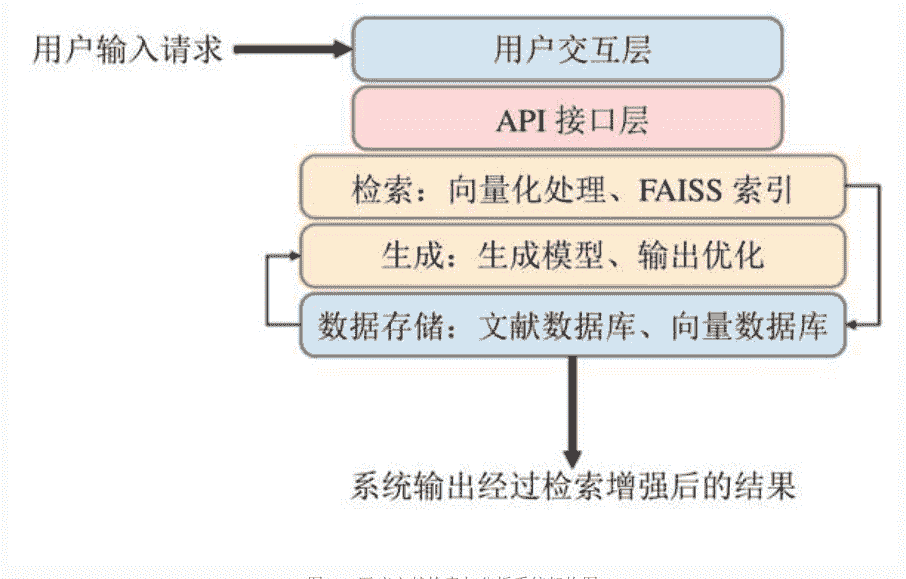 用户输入请求
用户交互层
API 接口层
检索：向量化处理、FAISS 索引
生成：生成模型、输出优化
数据存储：文献数据库、向量数据库
系统输出经过检索增强后的结果